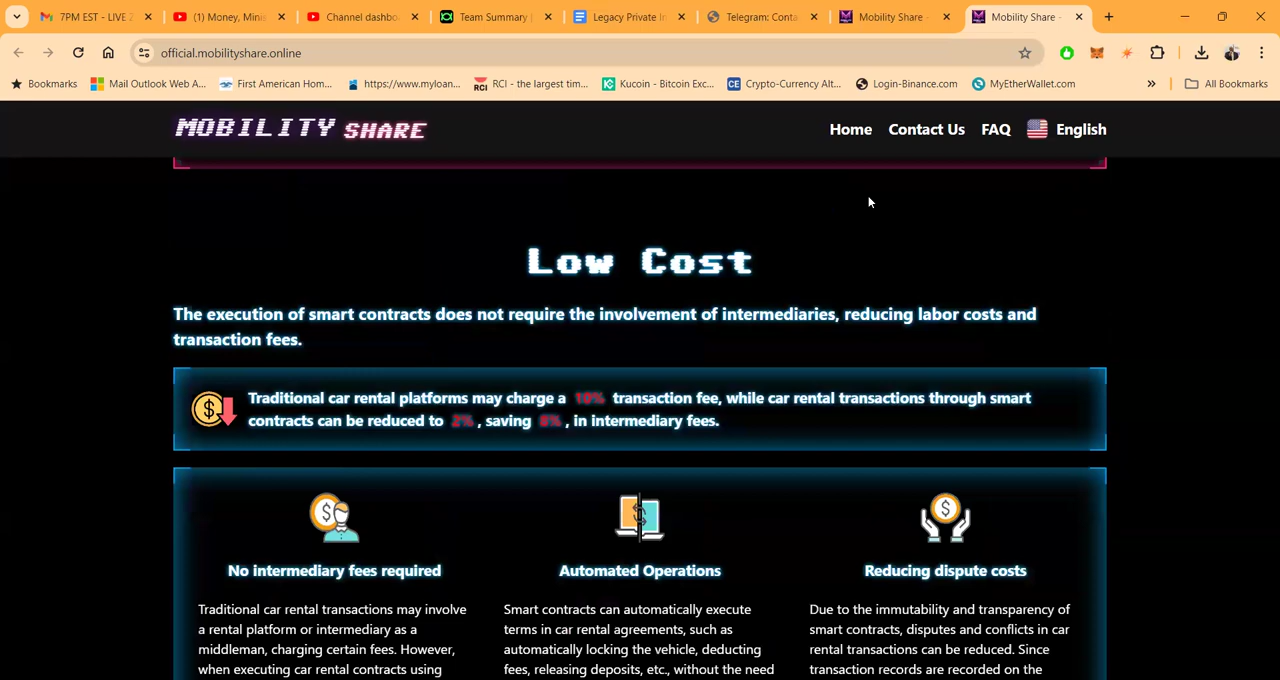 7PM EST - LIVE Z
(1) Money, Minis
Channel dashbo
Team Summary |
Legacy Private In
Telegram: Conta
Mobility Share -
Mobility Share -
official.mobilityshare.online
Bookmarks
Mail Outlook Web A...
First American Hom...
https://www.myloan...
RCI - the largest tim...
Kucoin - Bitcoin Exc...
Crypto-Currency Alt...
Login-Binance.com
MyEtherWallet.com
All Bookmarks
MOBILITY SHARE
Home
Contact Us
FAQ
English
Low Cost
The execution of smart contracts does not require the involvement of intermediaries, reducing labor costs and
transaction fees.
Traditional car rental platforms may charge a 10% transaction fee, while car rental transactions through smart
contracts can be reduced to 2% , saving 8% , in intermediary fees.
No intermediary fees required
Traditional car rental transactions may involve
a rental platform or intermediary as a
middleman, charging certain fees. However,
when executing car rental contracts using
Automated Operations
Smart contracts can automatically execute
terms in car rental agreements, such as
automatically locking the vehicle, deducting
fees, releasing deposits, etc., without the need
Reducing dispute costs
Due to the immutability and transparency of
smart contracts, disputes and conflicts in car
rental transactions can be reduced. Since
transaction records are recorded on the